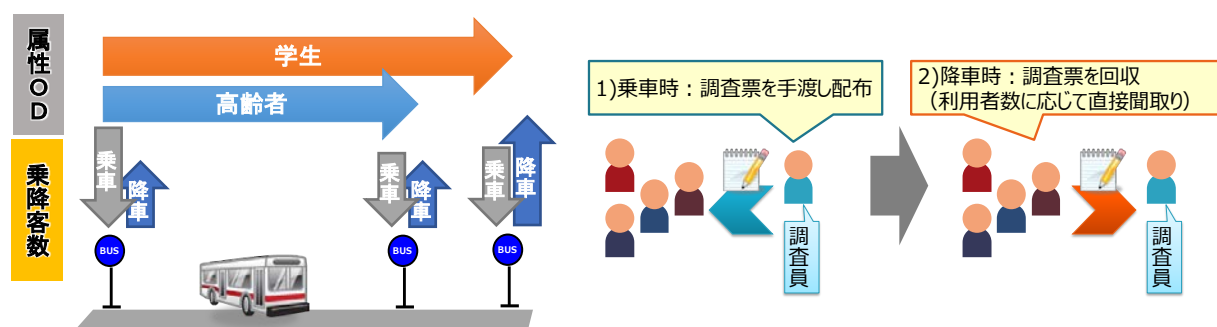 属性OD
学生
高齢者
乗降客数
乗車
降車
乗車
降車
乗車
降車
BUS
BUS
BUS
1)乗車時：調査票を手渡し配布
調査員
2)降車時：調査票を回収
（利用者数に応じて直接聞取り）
調査員